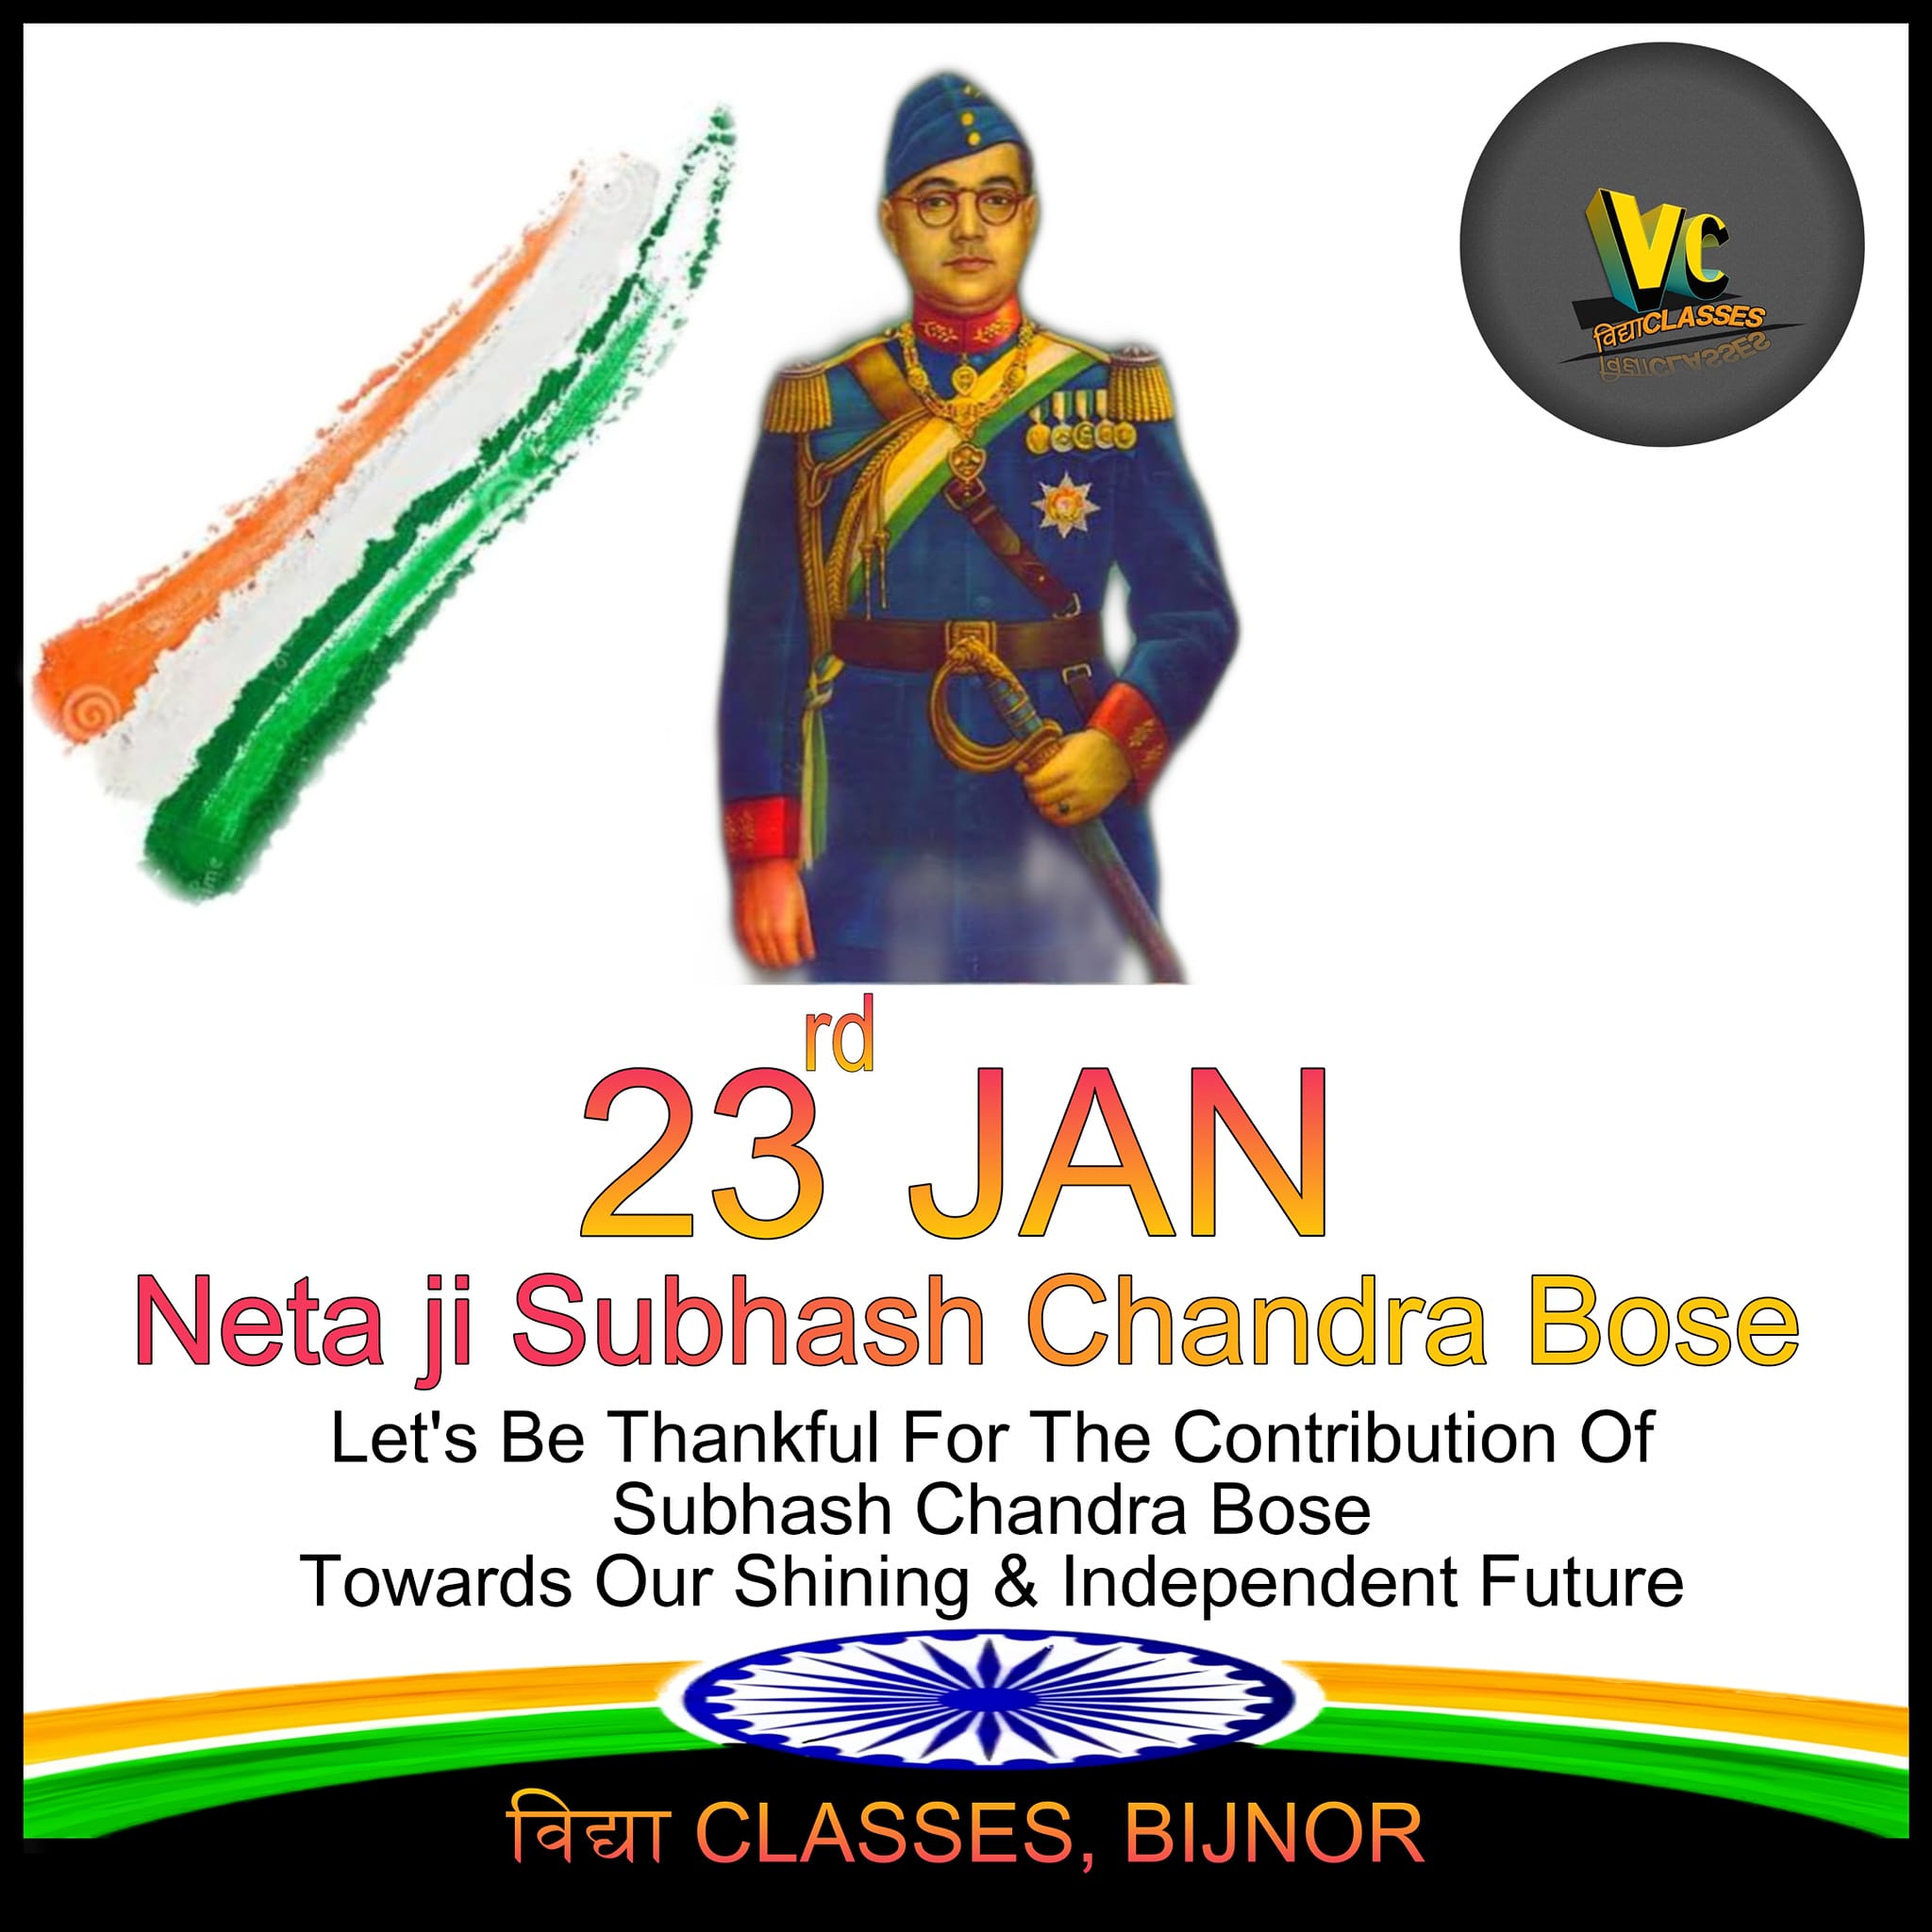 VC
विद्याCLASSES
23rd JAN
Neta ji Subhash Chandra Bose
Let's Be Thankful For The Contribution Of
Subhash Chandra Bose
Towards Our Shining & Independent Future
विद्या CLASSES, BIJNOR